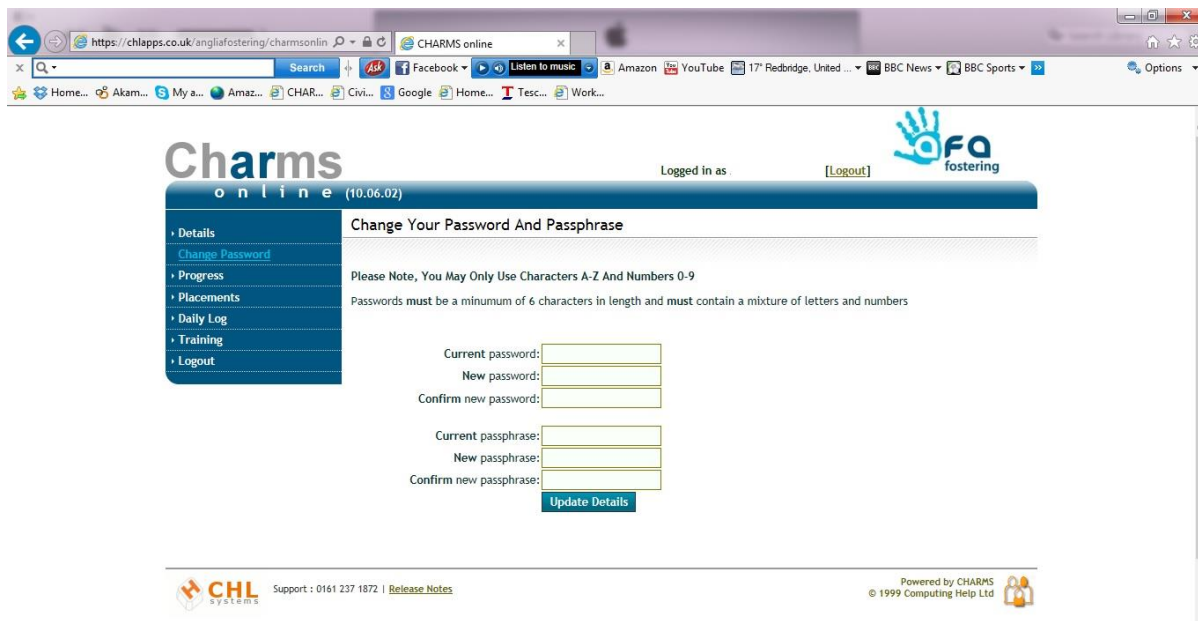 https://chlapps.co.uk/angliafostering/charmsonlin
CHARMS online
Search
Ask
Facebook
Listen to music
Amazon
YouTube
17° Redbridge, United ...
BBC News
BBC Sports
Options
Home...
Akam...
My a...
Amaz...
CHAR...
Civi...
Google
Home...
Tesc...
Work...
Charms
online (10.06.02)
Logged in as
[Logout]
afa
fostering
Details
Change Password
Progress
Placements
Daily Log
Training
Logout
Change Your Password And Passphrase
Please Note, You May Only Use Characters A-Z And Numbers 0-9
Passwords must be a minumum of 6 characters in length and must contain a mixture of letters and numbers
Current password:
New password:
Confirm new password:
Current passphrase:
New passphrase:
Confirm new passphrase:
Update Details
CHL
systems
Support : 0161 237 1872 | Release Notes
Powered by CHARMS
© 1999 Computing Help Ltd